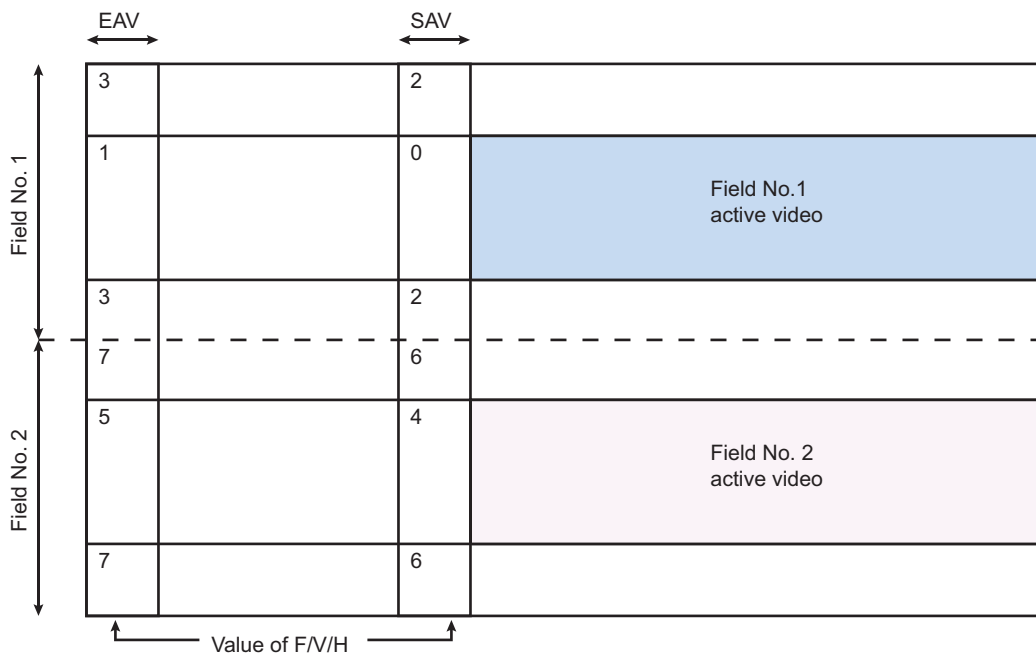 EAV
SAV
3
2
Field No. 1
1
0
Field No.1
active video
3
2
7
6
Field No. 2
5
4
Field No. 2
active video
7
6
Value of F/V/H